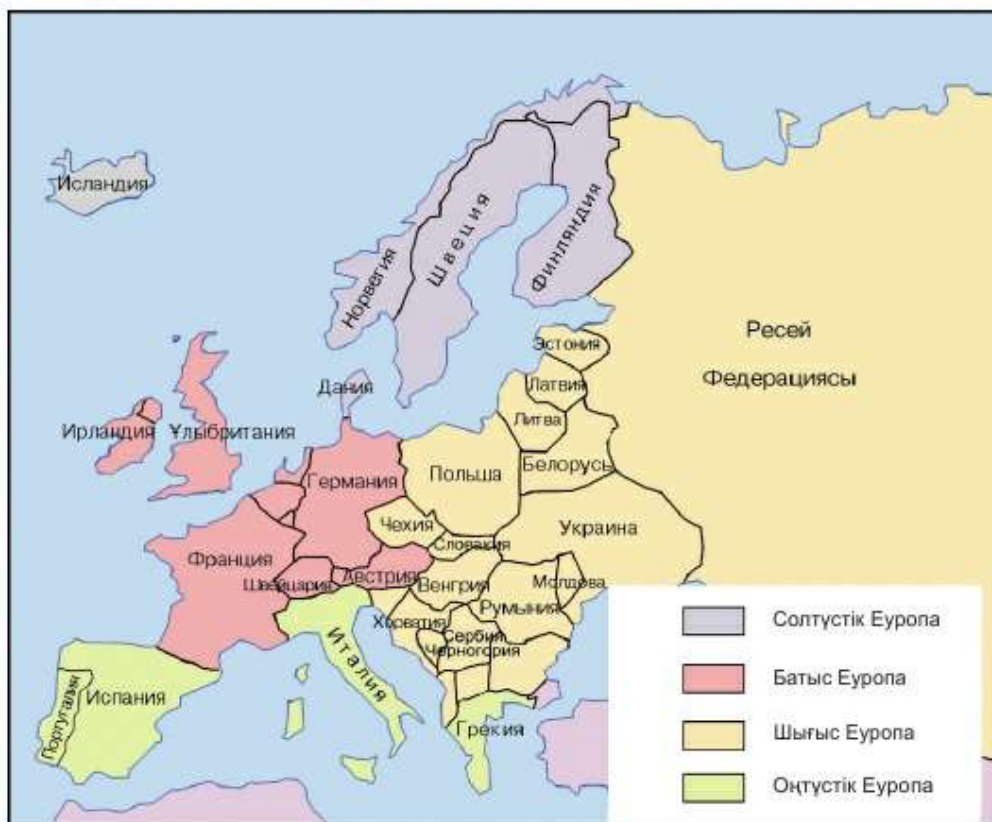 Исландия
Норвегия
Швеция
Финляндия
Ресей
Федерациясы
Эстония
Латвия
Литва
Дания
Ирландия
Ұлыбритания
Белорусь
Польша
Германия
Украина
Чехия
Словакия
Франция
Швейцария
Австрия
Венгрия
Молдова
Румыния
Хорватия
Сербия
Черногория
Италия
Испания
Португалия
Грекия
Солтүстік Еуропа
Батыс Еуропа
Шығыс Еуропа
Оңтүстік Еуропа